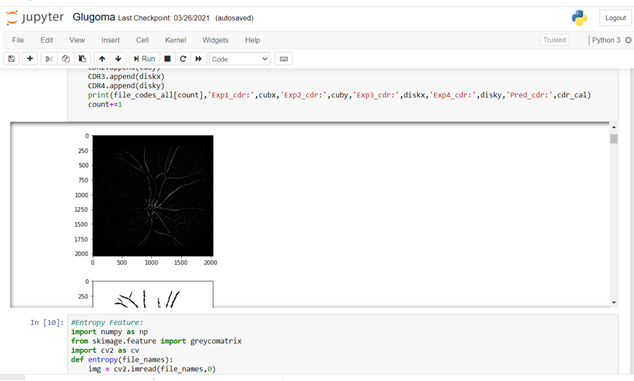 jupyter Glugoma Last Checkpoint: 03/26/2021 (autosaved) Logout
File Edit View Insert Cell Kernel Widgets Help Trusted Python 3
Run Code
CDR3.append(diskx)
CDR4.append(disky)
print(file_codes_all[count],'Exp1_cdr:',cubx,'Exp2_cdr:',cuby,'Exp3_cdr:',diskx,'Exp4_cdr:',disky,'Pred_cdr:',cdr_cal)
count+=1
0
250
500
750
1000
1250
1500
1750
2000
0 500 1000 1500 2000
0
250
In [10]: #Entropy Feature:
import numpy as np
from skimage.feature import greycomatrix
import cv2 as cv
def entropy(file_names):
img = cv2.imread(file_names,0)